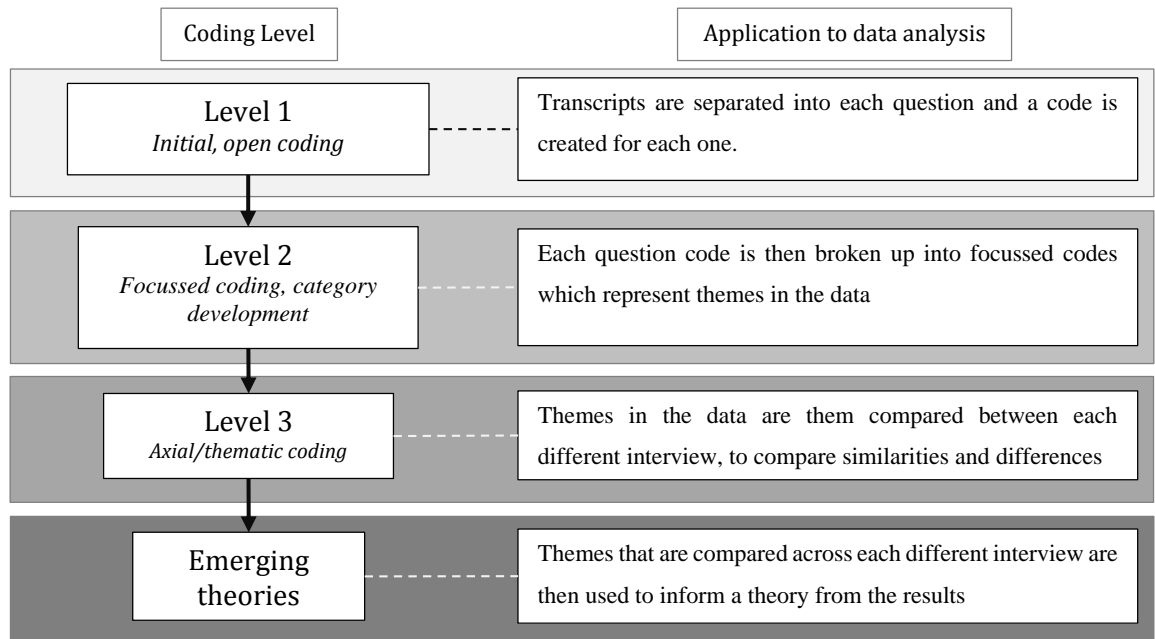 Coding Level
Application to data analysis
Level 1
Initial, open coding
Transcripts are separated into each question and a code is
created for each one.
Level 2
Focussed coding, category
development
Each question code is then broken up into focussed codes
which represent themes in the data
Level 3
Axial/thematic coding
Themes in the data are them compared between each
different interview, to compare similarities and differences
Emerging
theories
Themes that are compared across each different interview are
then used to inform a theory from the results